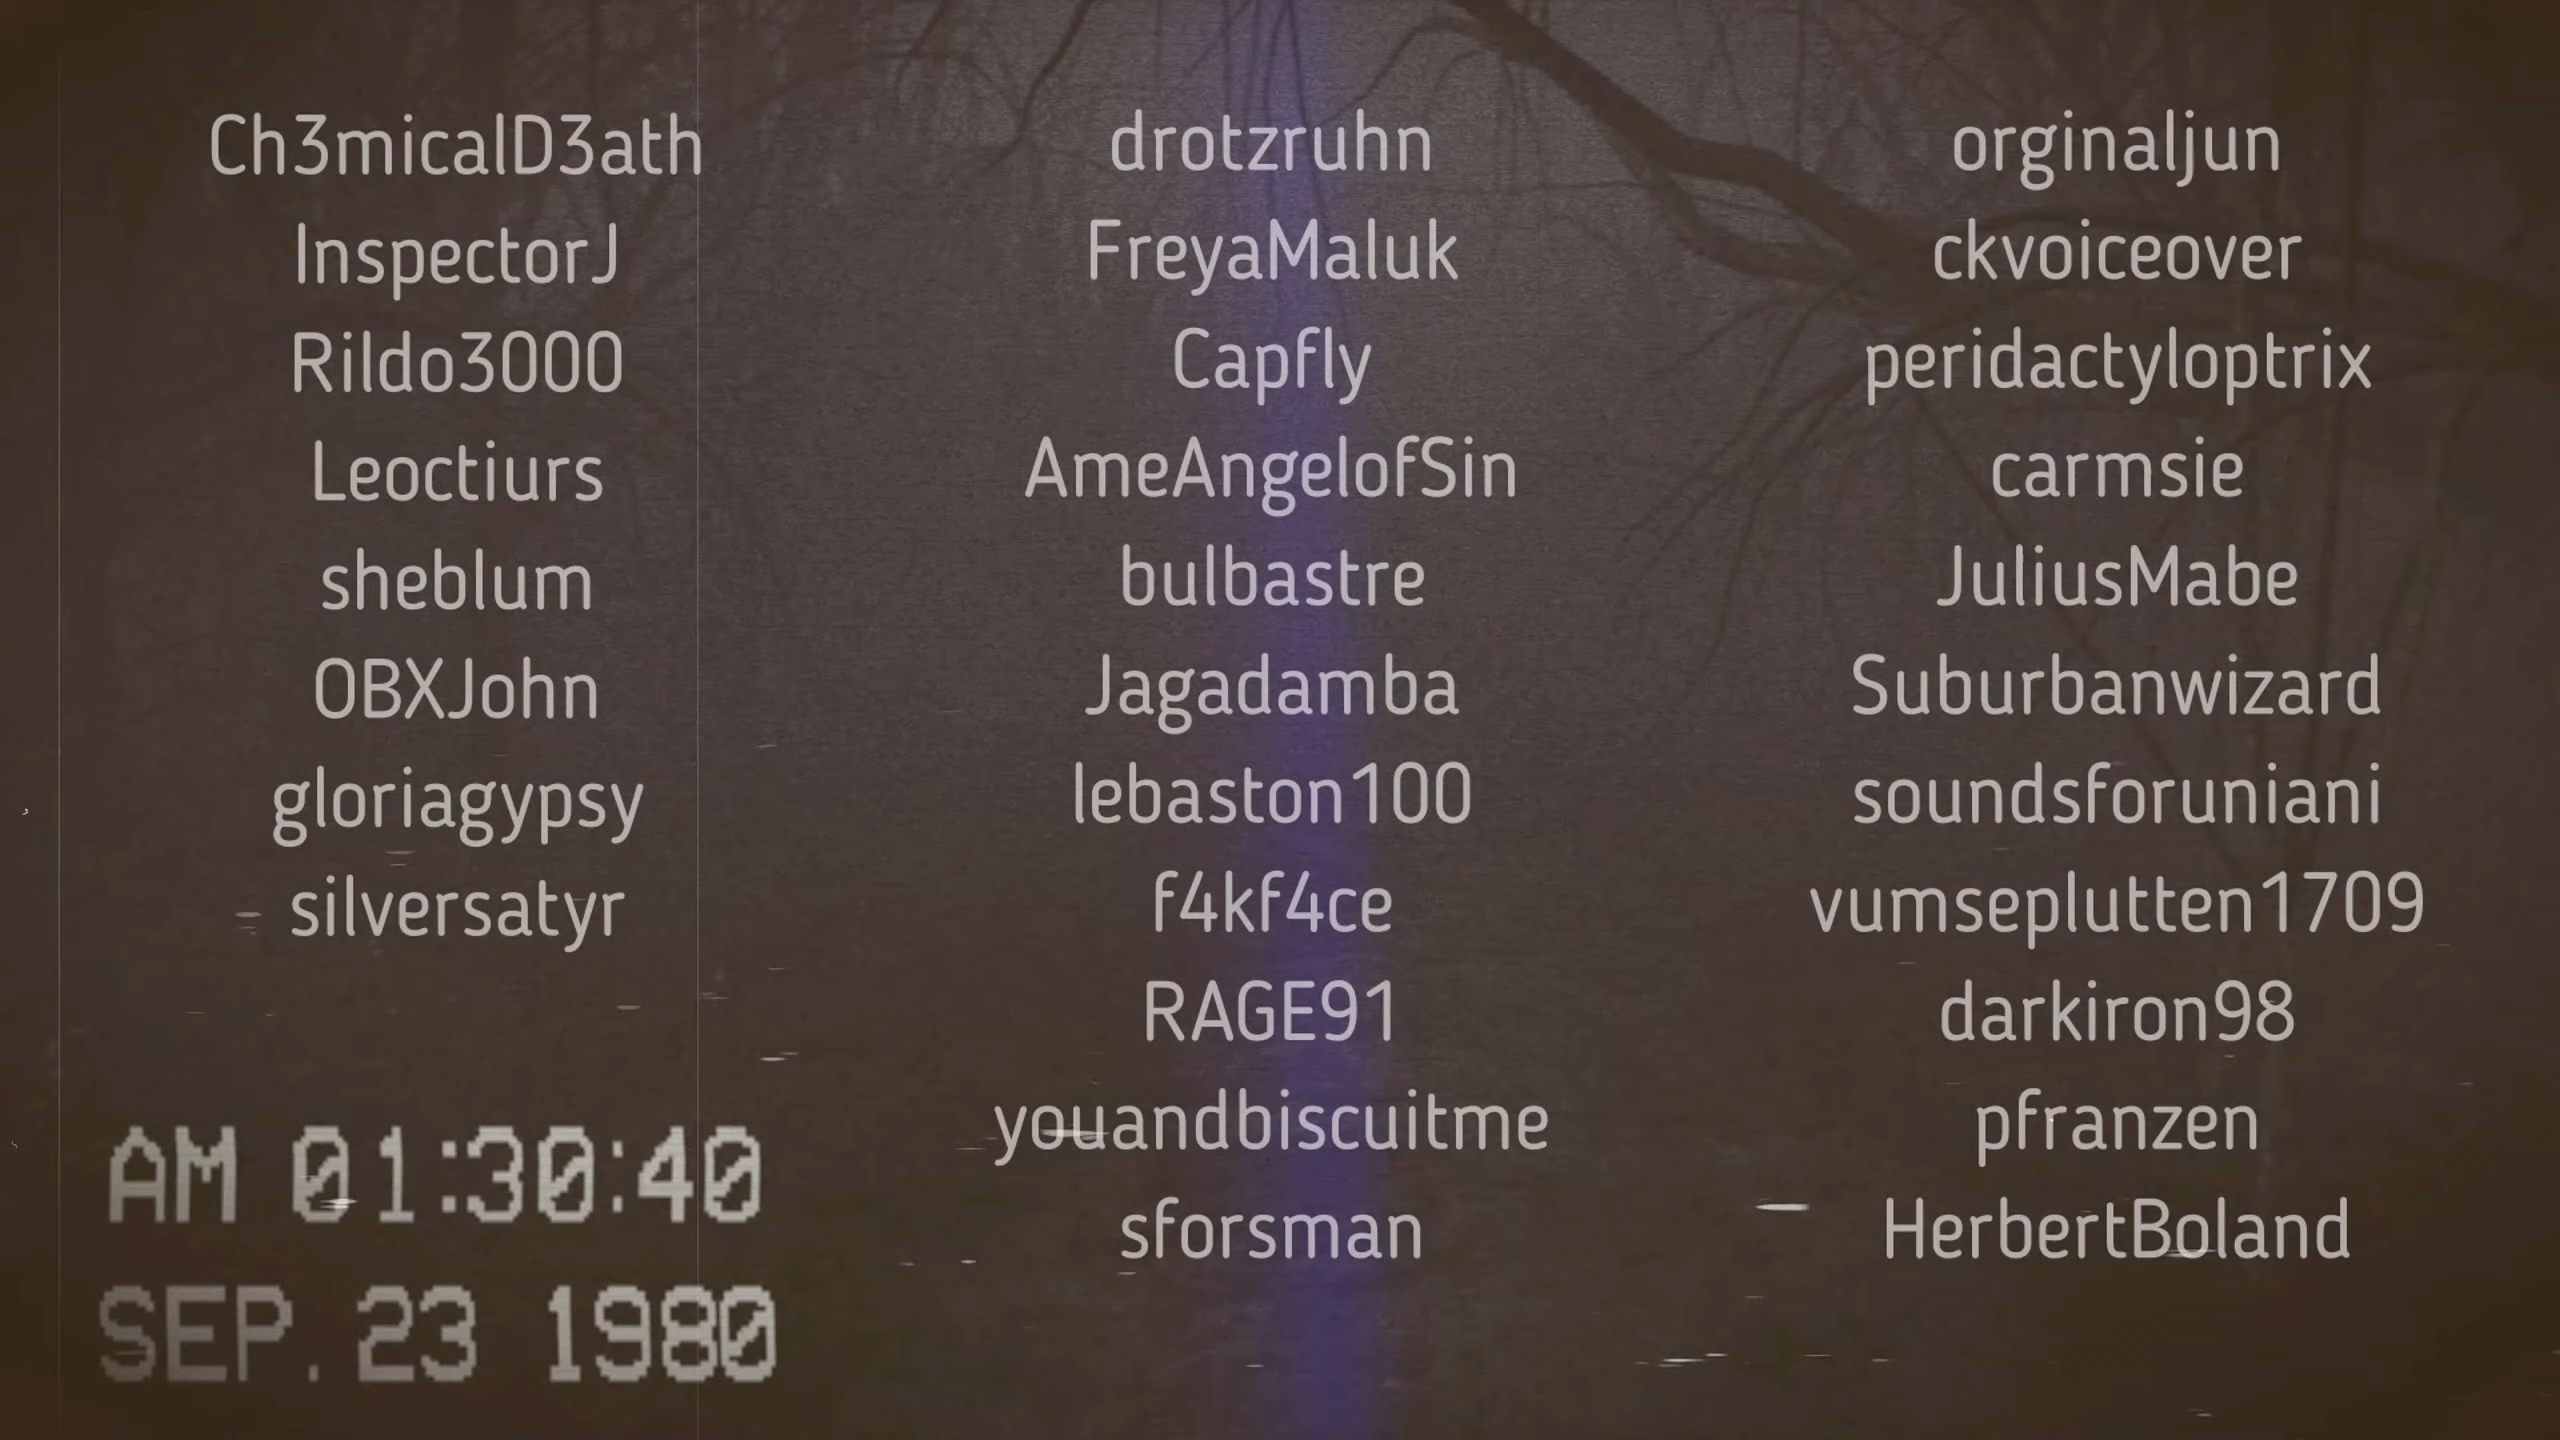 Ch3micalD3ath
InspectorJ
Rildo3000
Leoctiurs
sheblum
OBXJohn
gloriagypsy
silversatyr
drotzruhn
FreyaMaluk
Capfly
AmeAngelofSin
bulbastre
Jagadamba
lebaston100
f4kf4ce
RAGE91
youandbiscuitme
sforsman
orginaljun
ckvoiceover
peridactyloptrix
carmsie
JuliusMabe
Suburbanwizard
soundsforuniani
vumseplutten1709
darkiron98
pfranzen
HerbertBoland
AM 01:30:40
SEP. 23 1980